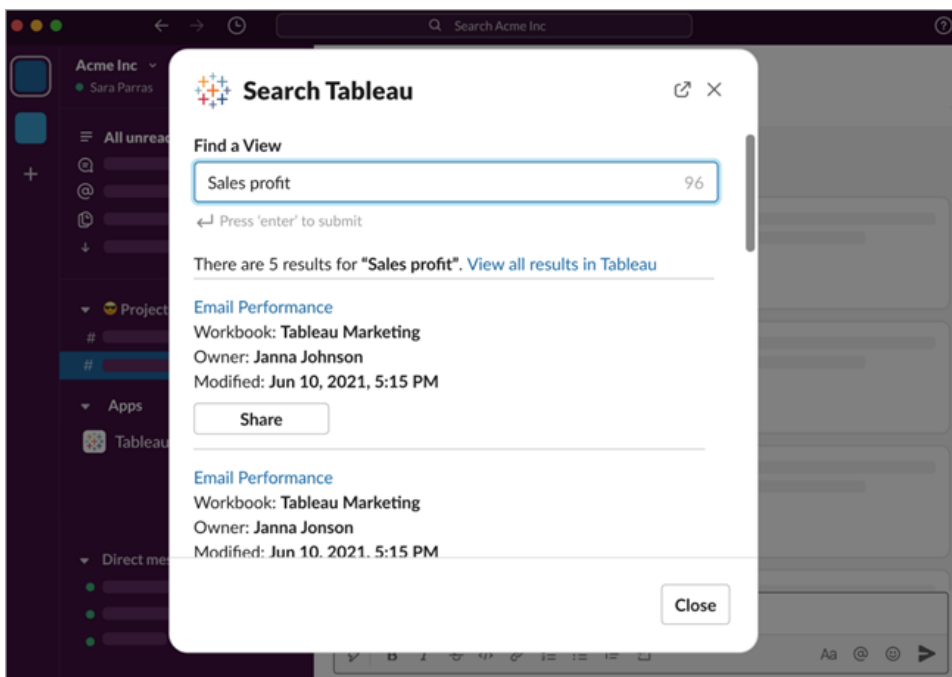 Search Acme Inc
Acme Inc
Sara Parras
All unread
Project
Apps
Tableau
Direct mes
Search Tableau
Find a View
Sales profit 96
Press 'enter' to submit
There are 5 results for “Sales profit”. View all results in Tableau
Email Performance
Workbook: Tableau Marketing
Owner: Janna Johnson
Modified: Jun 10, 2021, 5:15 PM
Share
Email Performance
Workbook: Tableau Marketing
Owner: Janna Jonson
Modified: Jun 10, 2021, 5:15 PM
Close
Aa